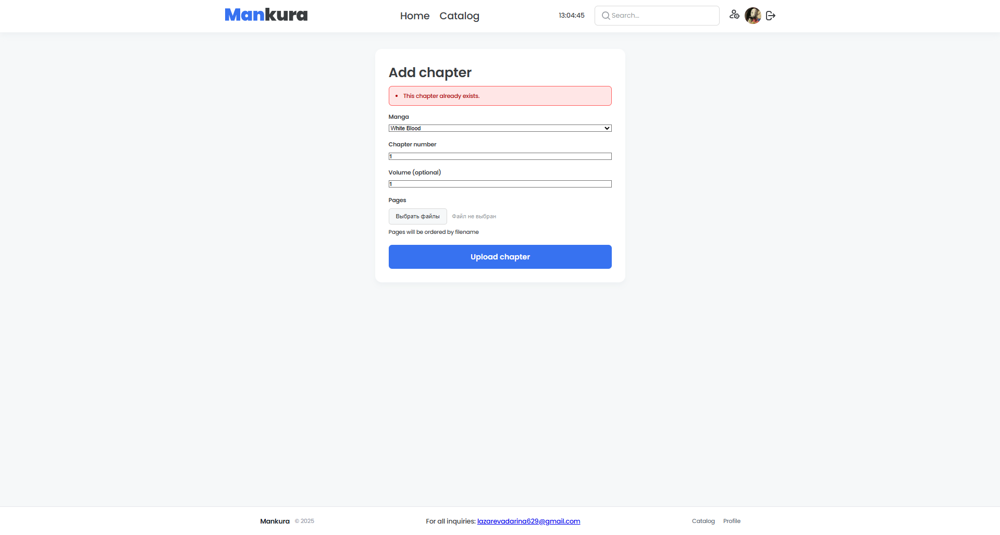 Mankura
Home Catalog
13:04:45
Search...
Add chapter
This chapter already exists.
Manga
White Blood
Chapter number
1
Volume (optional)
1
Pages
Выбрать файлы Файл не выбран
Pages will be ordered by filename
Upload chapter
Mankura © 2025
For all inquiries: lazarevadarina629@gmail.com
Catalog Profile